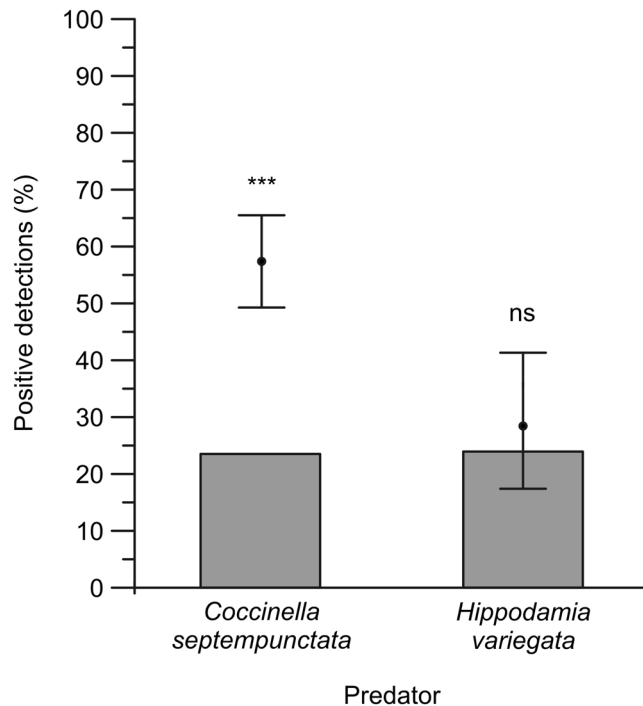 Positive detections (%)
100
90
80
70
60
50
40
30
20
10
0
***
ns
Coccinella
septempunctata
Hippodamia
variegata
Predator